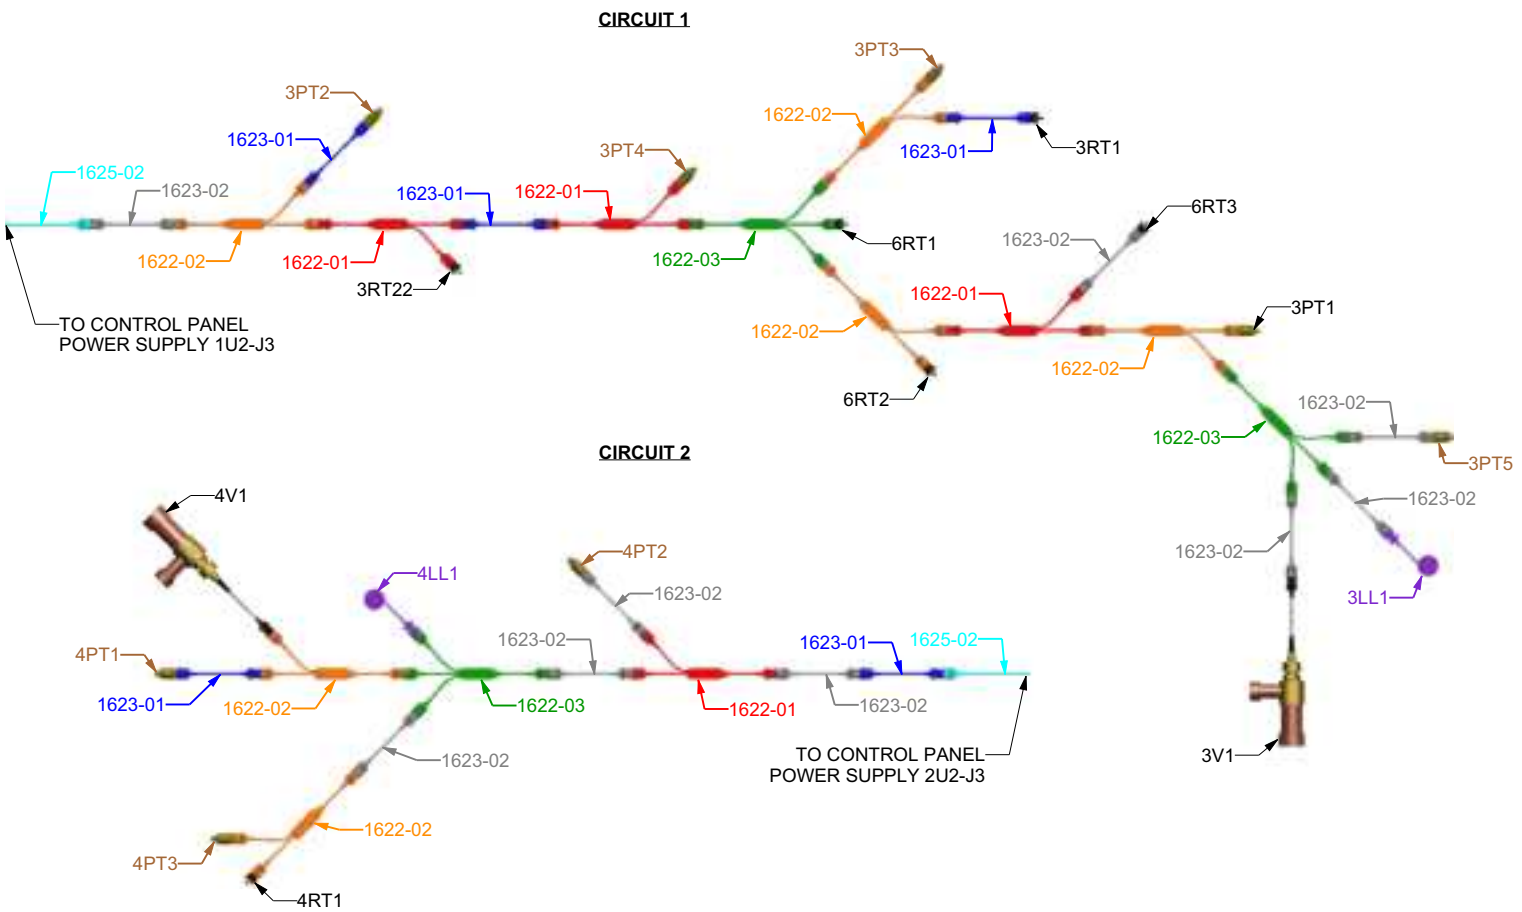 CIRCUIT 1
3PT3
3PT2
1622-02
1623-01
3PT4
1623-01
3RT1
1625-02
1623-02
1623-01
1622-01
6RT3
1623-02
6RT1
1622-02
1622-01
1622-03
3RT22
1622-01
3PT1
TO CONTROL PANEL
POWER SUPPLY 1U2-J3
1622-02
1622-02
6RT2
1623-02
1622-03
3PT5
CIRCUIT 2
1623-02
4V1
1623-02
4PT2
4LL1
1623-02
3LL1
1623-02
1623-01
1625-02
4PT1
1623-01
1622-02
1622-03
1622-01
1623-02
1623-02
TO CONTROL PANEL
POWER SUPPLY 2U2-J3
3V1
1622-02
4PT3
4RT1